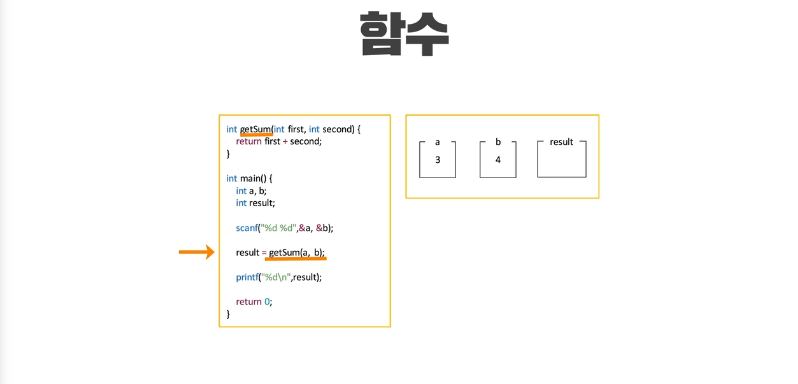 함수
int getSum(int first, int second) {
return first + second;
}
int main() {
int a, b;
int result;
scanf("%d %d",&a, &b);
result = getSum(a, b);
printf("%d\n",result);
return 0;
}
a b result
3 4